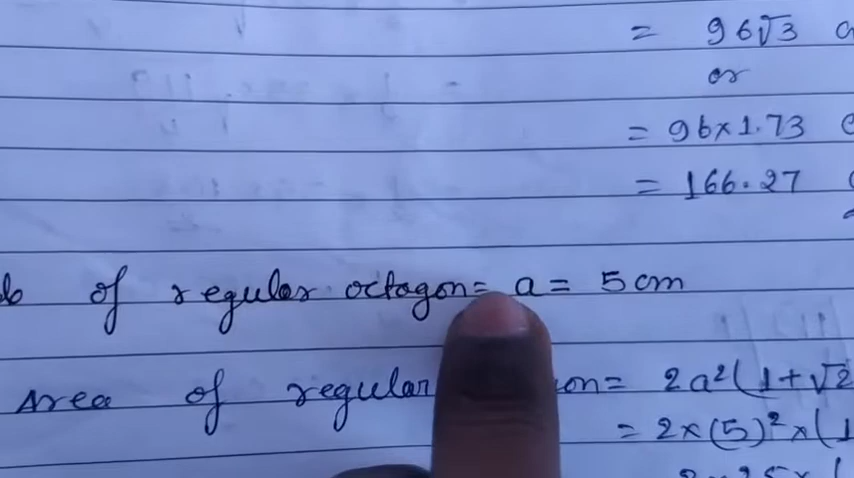 = 96√3
or
= 96×1.73
= 166.27
of regular octagon = a = 5 cm
Area of regular = 2a²(1+√2
= 2×(5)²×(1